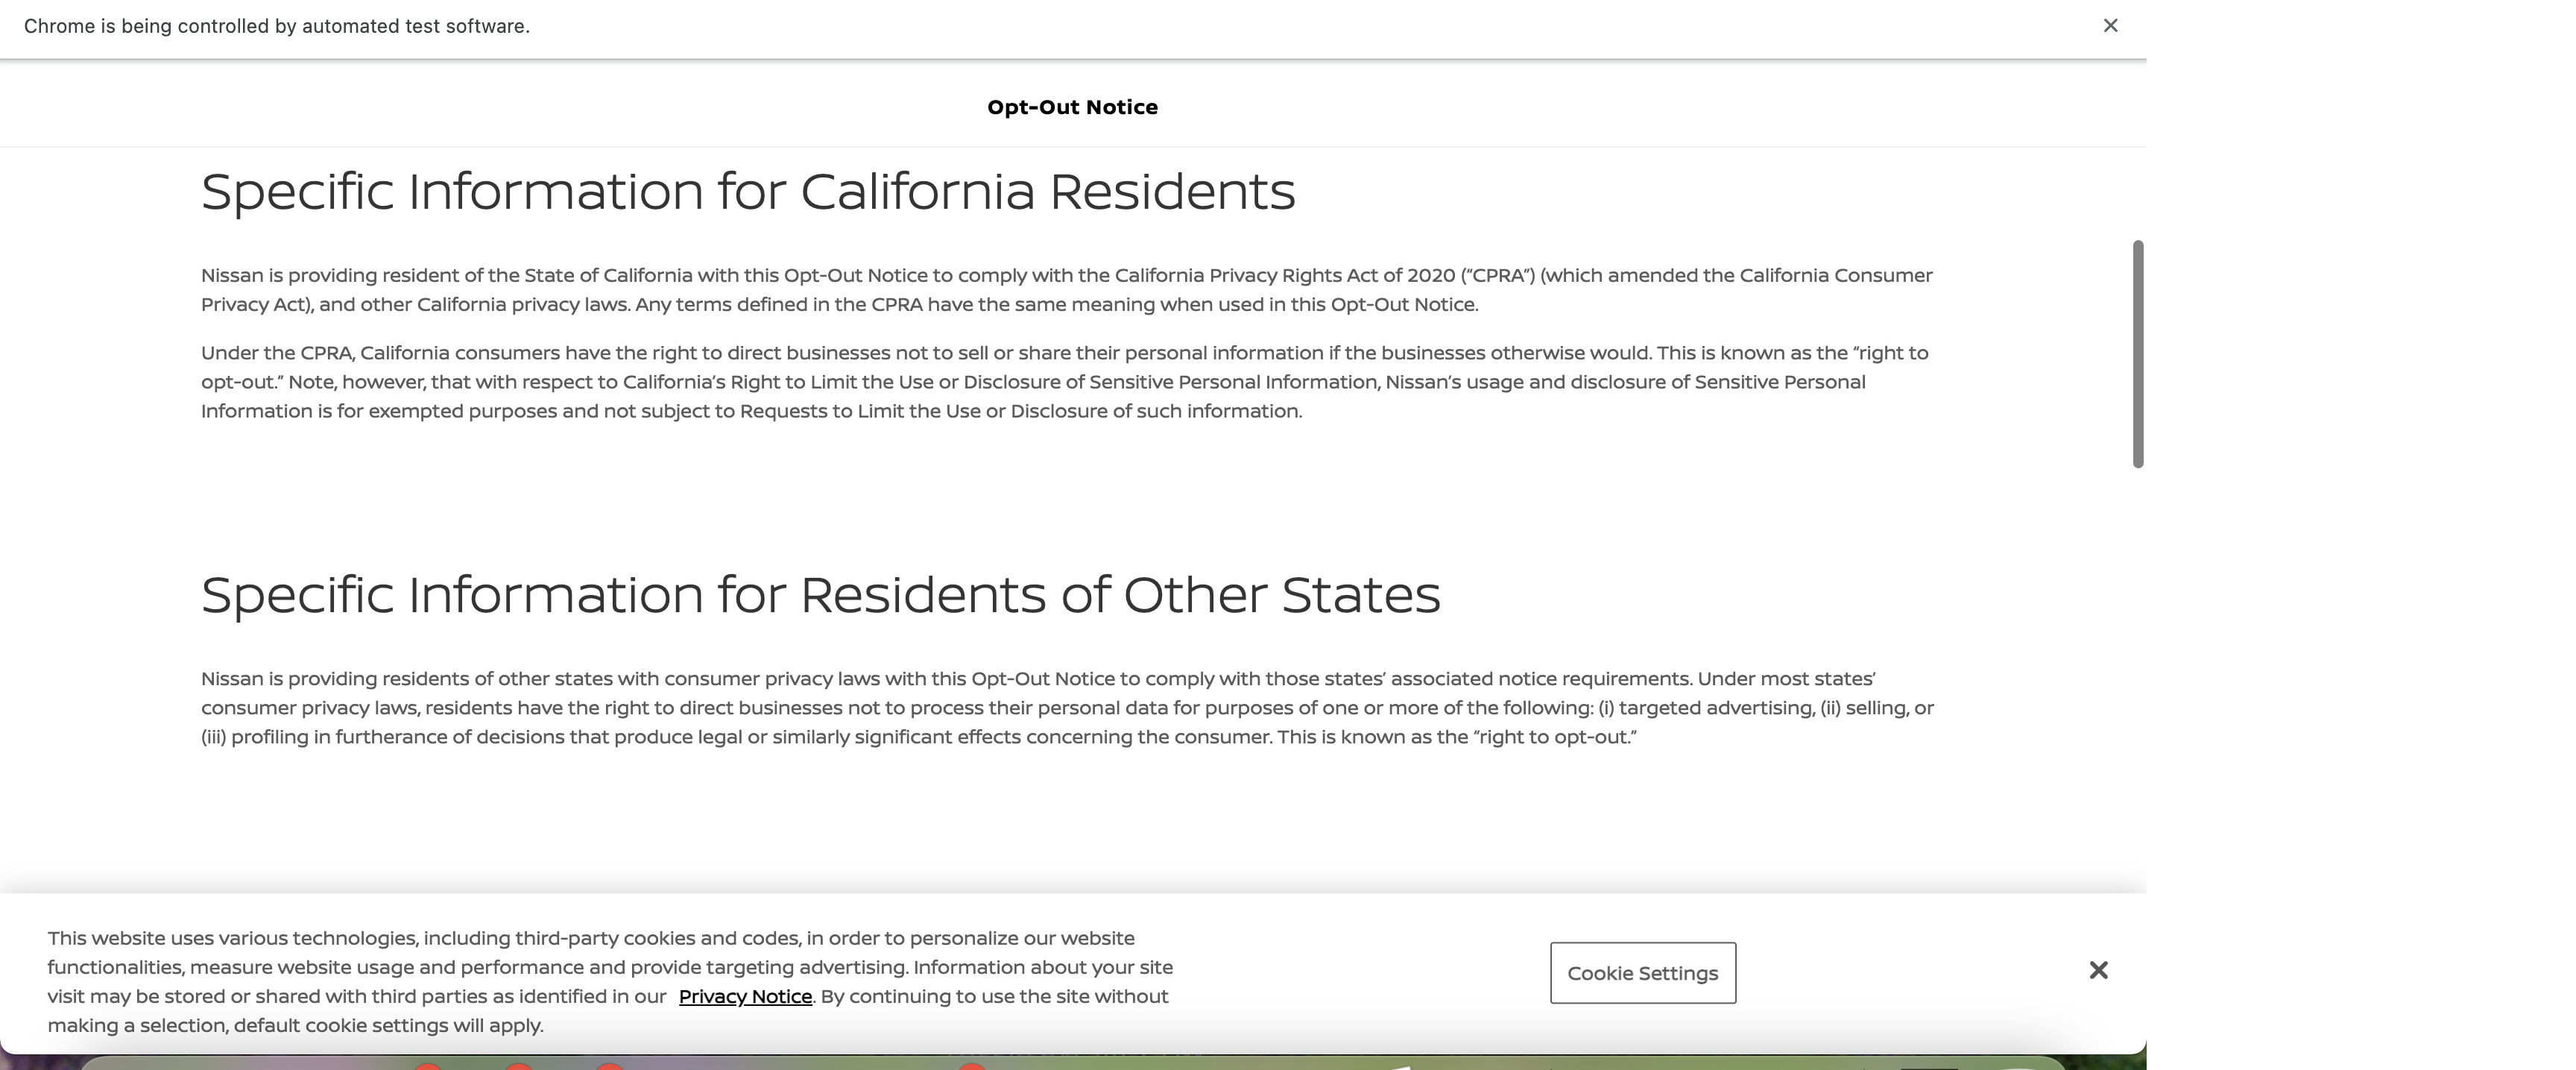 Chrome is being controlled by automated test software.
Opt-Out Notice
Specific Information for California Residents
Nissan is providing resident of the State of California with this Opt-Out Notice to comply with the California Privacy Rights Act of 2020 (“CPRA”) (which amended the California Consumer
Privacy Act), and other California privacy laws. Any terms defined in the CPRA have the same meaning when used in this Opt-Out Notice.
Under the CPRA, California consumers have the right to direct businesses not to sell or share their personal information if the businesses otherwise would. This is known as the “right to
opt-out.” Note, however, that with respect to California’s Right to Limit the Use or Disclosure of Sensitive Personal Information, Nissan’s usage and disclosure of Sensitive Personal
Information is for exempted purposes and not subject to Requests to Limit the Use or Disclosure of such information.
Specific Information for Residents of Other States
Nissan is providing residents of other states with consumer privacy laws with this Opt-Out Notice to comply with those states’ associated notice requirements. Under most states’
consumer privacy laws, residents have the right to direct businesses not to process their personal data for purposes of one or more of the following: (i) targeted advertising, (ii) selling, or
(iii) profiling in furtherance of decisions that produce legal or similarly significant effects concerning the consumer. This is known as the “right to opt-out.”
This website uses various technologies, including third-party cookies and codes, in order to personalize our website
functionalities, measure website usage and performance and provide targeting advertising. Information about your site
visit may be stored or shared with third parties as identified in our Privacy Notice. By continuing to use the site without
making a selection, default cookie settings will apply.
Cookie Settings